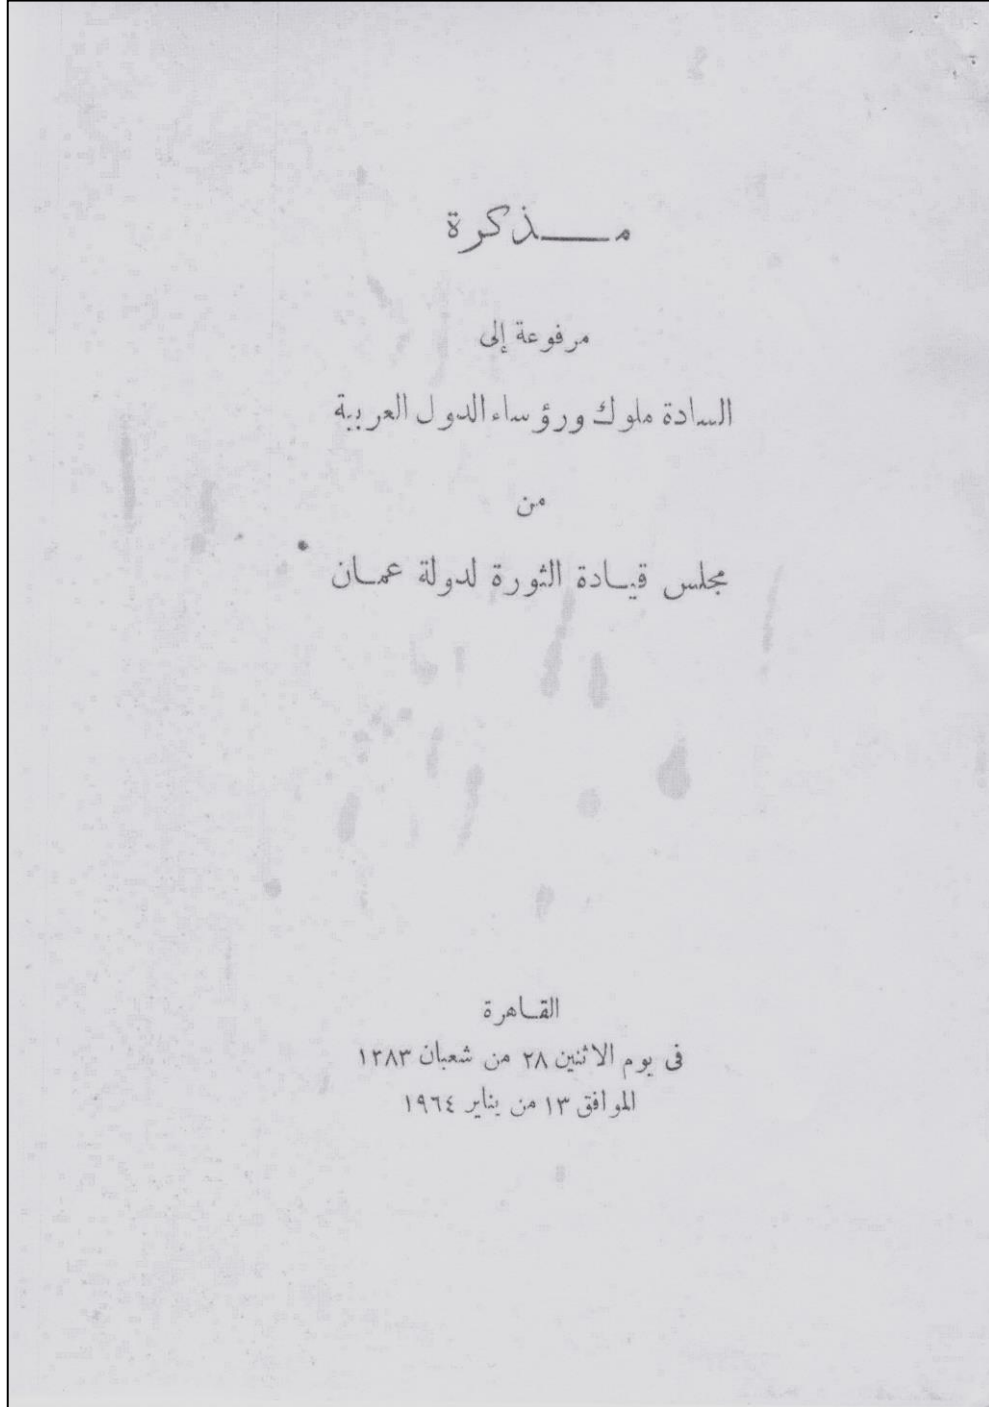 مـــذكرة
مرفوعة إلى
السادة ملوك ورؤساء الدول العربية
من
مجلس قيـادة الثورة لدولة عمـان
القـاهرة
فى يوم الاثنين ٢٨ من شعبان ١٣٨٣
الموافق ١٣ من يناير ١٩٦٤